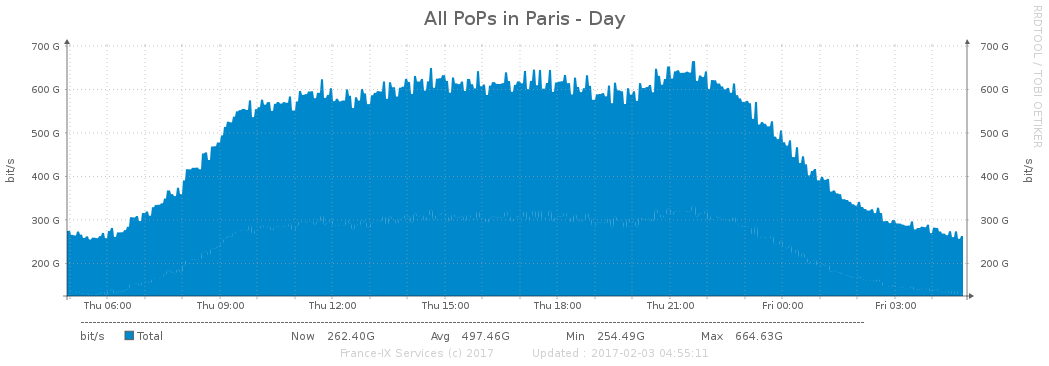 All PoPs in Paris - Day
RRDTOOL / TOBI OETIKER
bit/s
700 G
600 G
500 G
400 G
300 G
200 G
700 G
600 G
500 G
400 G
300 G
200 G
bit/s
Thu 06:00 Thu 09:00 Thu 12:00 Thu 15:00 Thu 18:00 Thu 21:00 Fri 00:00 Fri 03:00
bit/s Total Now 262.40G Avg 497.46G Min 254.49G Max 664.63G
France-IX Services (c) 2017 Updated : 2017-02-03 04:55:11